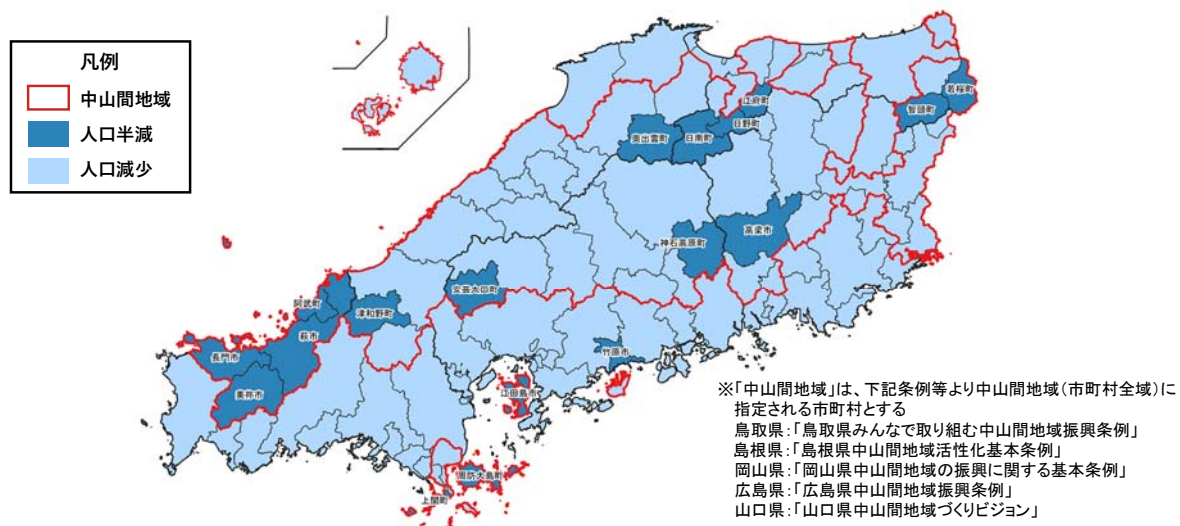 凡例
中山間地域
人口半減
人口減少
江府町
若桜町
智頭町
日野町
奥出雲町
日南町
高梁市
神石高原町
安芸太田町
阿武町
津和野町
萩市
長門市
竹原市
美祢市
江田島市
周防大島町
上関町
※「中山間地域」は、下記条例等より中山間地域(市町村全域)に
指定される市町村とする
鳥取県:「鳥取県みんなで取り組む中山間地域振興条例」
島根県:「島根県中山間地域活性化基本条例」
岡山県:「岡山県中山間地域の振興に関する基本条例」
広島県:「広島県中山間地域振興条例」
山口県:「山口県中山間地域づくりビジョン」